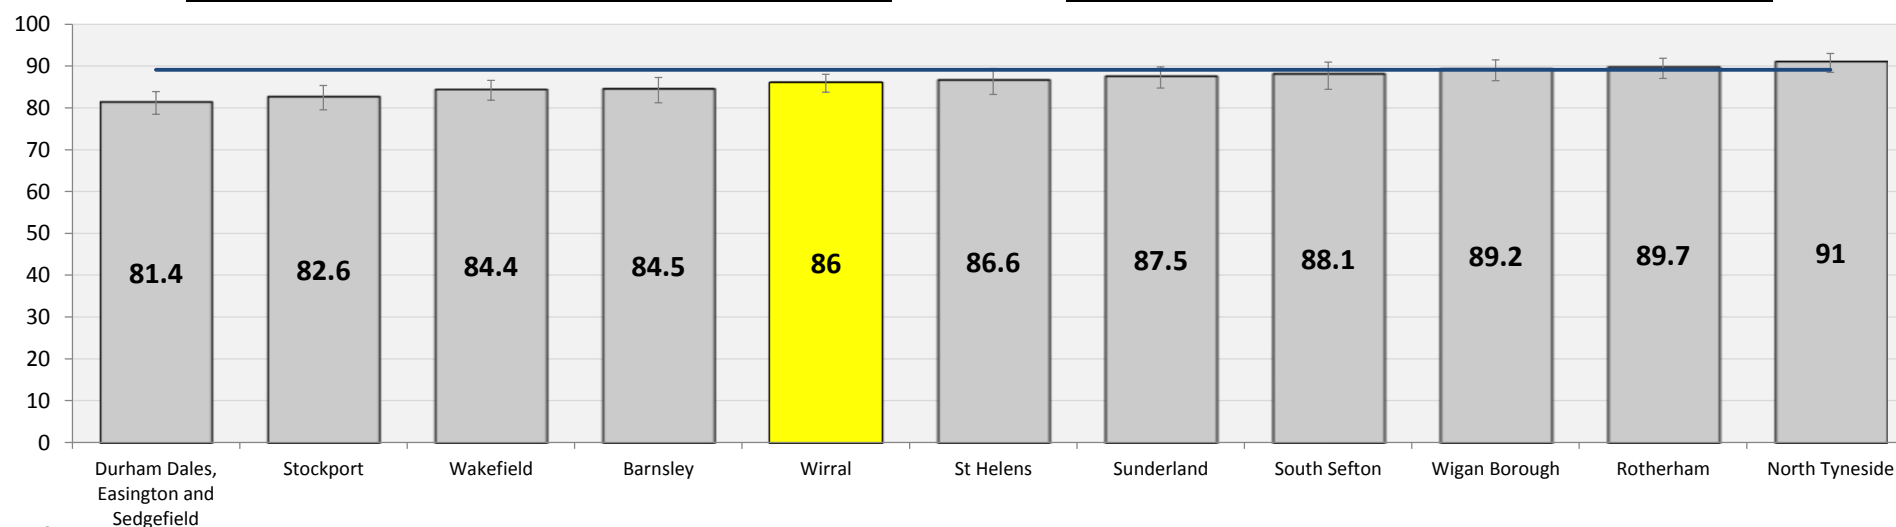 100
90
80
70
60
50
40
30
20
10
0
81.4
82.6
84.4
84.5
86
86.6
87.5
88.1
89.2
89.7
91
Durham Dales,
Easington and
Sedgefield
Stockport
Wakefield
Barnsley
Wirral
St Helens
Sunderland
South Sefton
Wigan Borough
Rotherham
North Tyneside